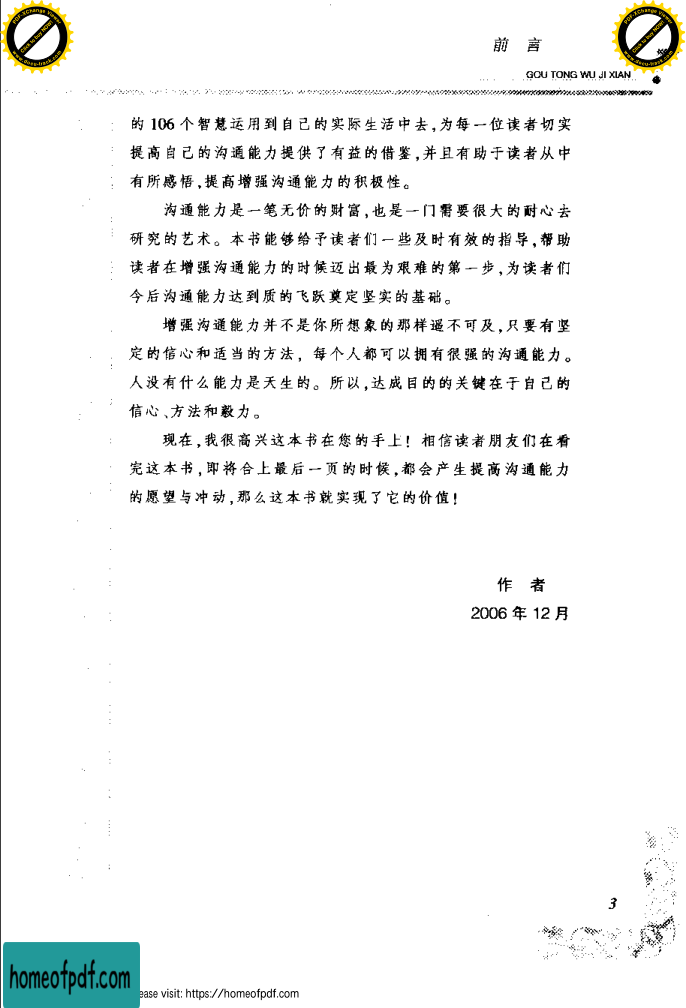 PDF-XChange Viewer
Click to buy NOW!
www.docu-track.com
前 言
PDF-XChange Viewer
Click to buy NOW!
www.docu-track.com
GOU TONG WU JI XIAN
的 106 个智慧运用到自己的实际生活中去,为每一位读者切实
提高自己的沟通能力提供了有益的借鉴,并且有助于读者从中
有所感悟,提高增强沟通能力的积极性。
沟通能力是一笔无价的财富,也是一门需要很大的耐心去
研究的艺术。本书能够给予读者们一些及时有效的指导,帮助
读者在增强沟通能力的时候迈出最为艰难的第一步,为读者们
今后沟通能力达到质的飞跃奠定坚实的基础。
增强沟通能力并不是你所想象的那样遥不可及,只要有坚
定的信心和适当的方法, 每个人都可以拥有很强的沟通能力。
人没有什么能力是天生的。所以,达成目的的关键在于自己的
信心、方法和毅力。
现在,我很高兴这本书在您的手上! 相信读者朋友们在看
完这本书,即将合上最后一页的时候,都会产生提高沟通能力
的愿望与冲动,那么这本书就实现了它的价值!
作 者
2006 年 12 月
3
homeofpdf.com
ease visit: https://homeofpdf.com